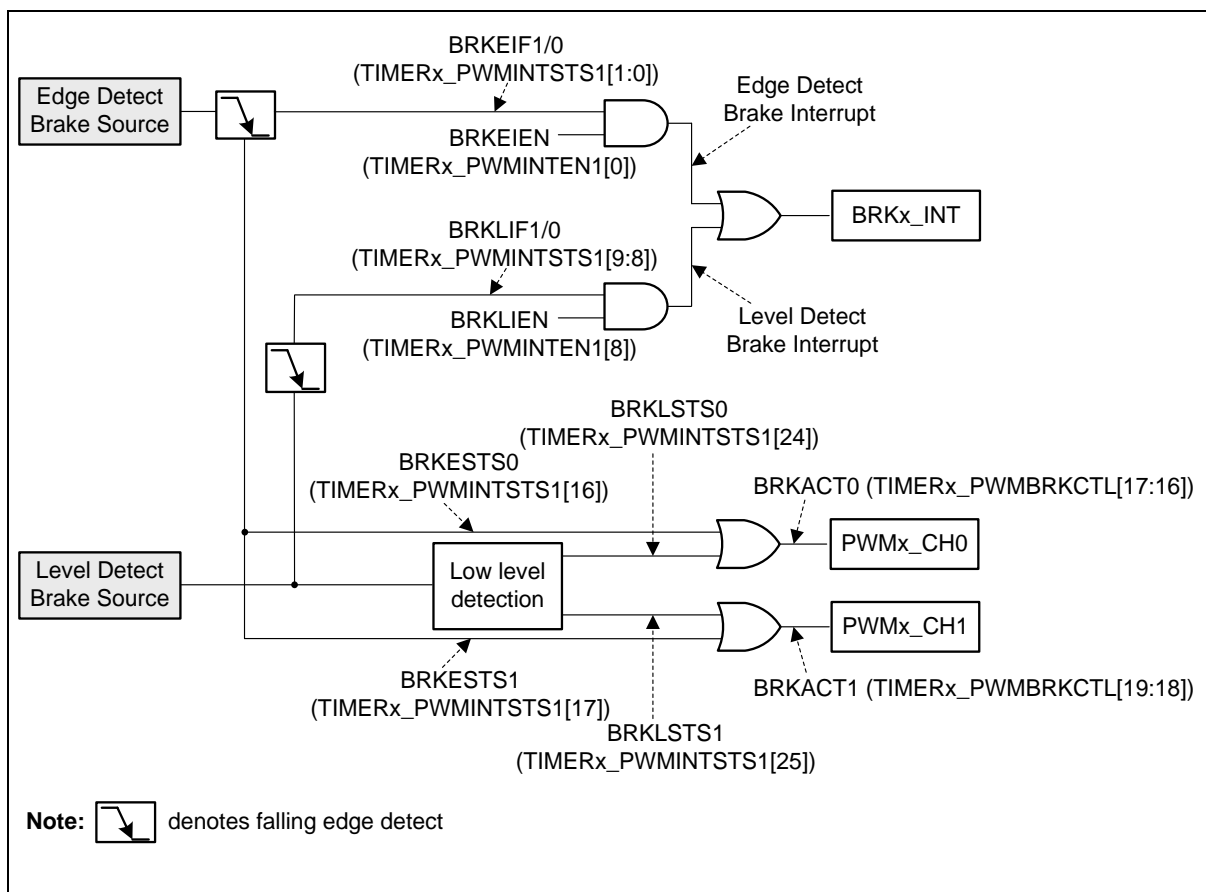 BRKEIF1/0
(TIMERx_PWMINTSTS1[1:0])
Edge Detect
Brake Source
Edge Detect
Brake Interrupt
BRKEIEN
(TIMERx_PWMINTEN1[0])
BRKx_INT
BRKLIF1/0
(TIMERx_PWMINTSTS1[9:8])
BRKLIEN
(TIMERx_PWMINTEN1[8])
Level Detect
Brake Interrupt
BRKLSTS0
(TIMERx_PWMINTSTS1[24])
BRKESTS0
(TIMERx_PWMINTSTS1[16])
BRKACT0 (TIMERx_PWMBRKCTL[17:16])
PWMx_CH0
Level Detect
Brake Source
Low level
detection
PWMx_CH1
BRKESTS1
(TIMERx_PWMINTSTS1[17])
BRKACT1 (TIMERx_PWMBRKCTL[19:18])
BRKLSTS1
(TIMERx_PWMINTSTS1[25])
Note: denotes falling edge detect